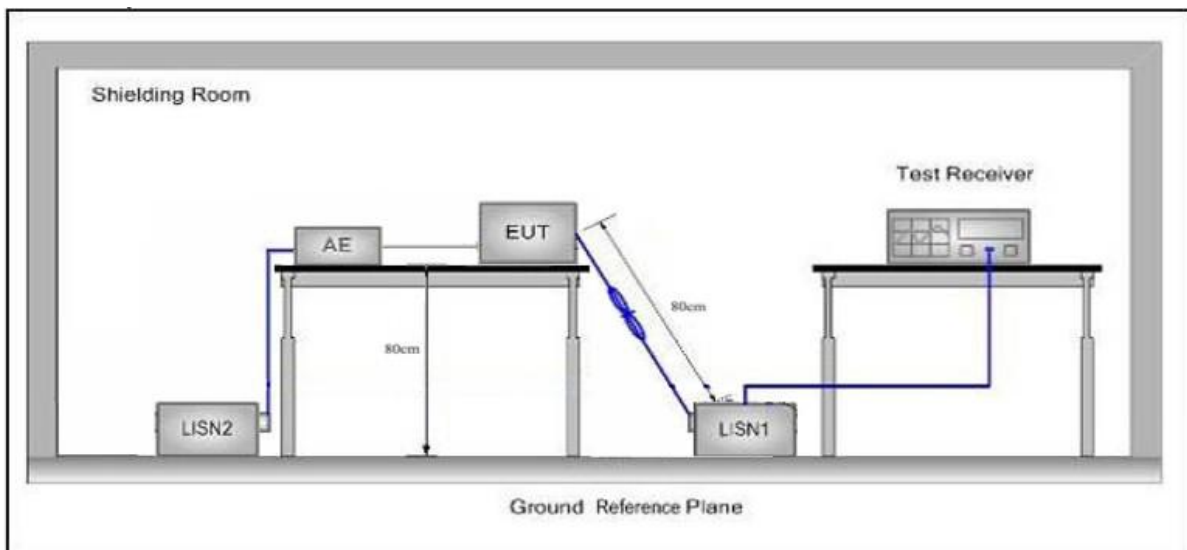 Shielding Room
Test Receiver
AE
EUT
80cm
80cm
LISN2
LISN1
Ground Reference Plane